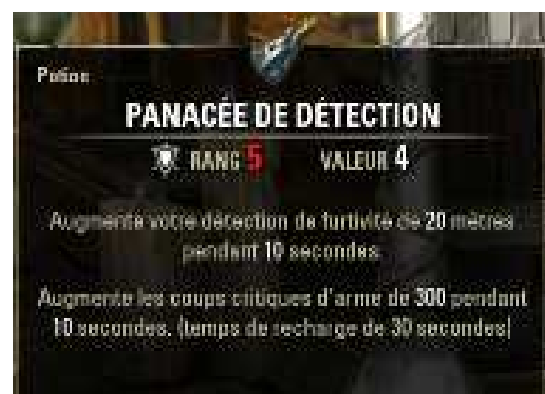 Potion
PANACÉE DE DÉTECTION
RANG 5 VALEUR 4
Augmente votre détection de furtivité de 20 mètres
pendant 10 secondes.
Augmente les coups critiques d'arme de 300 pendant
10 secondes. (temps de recharge de 30 secondes)